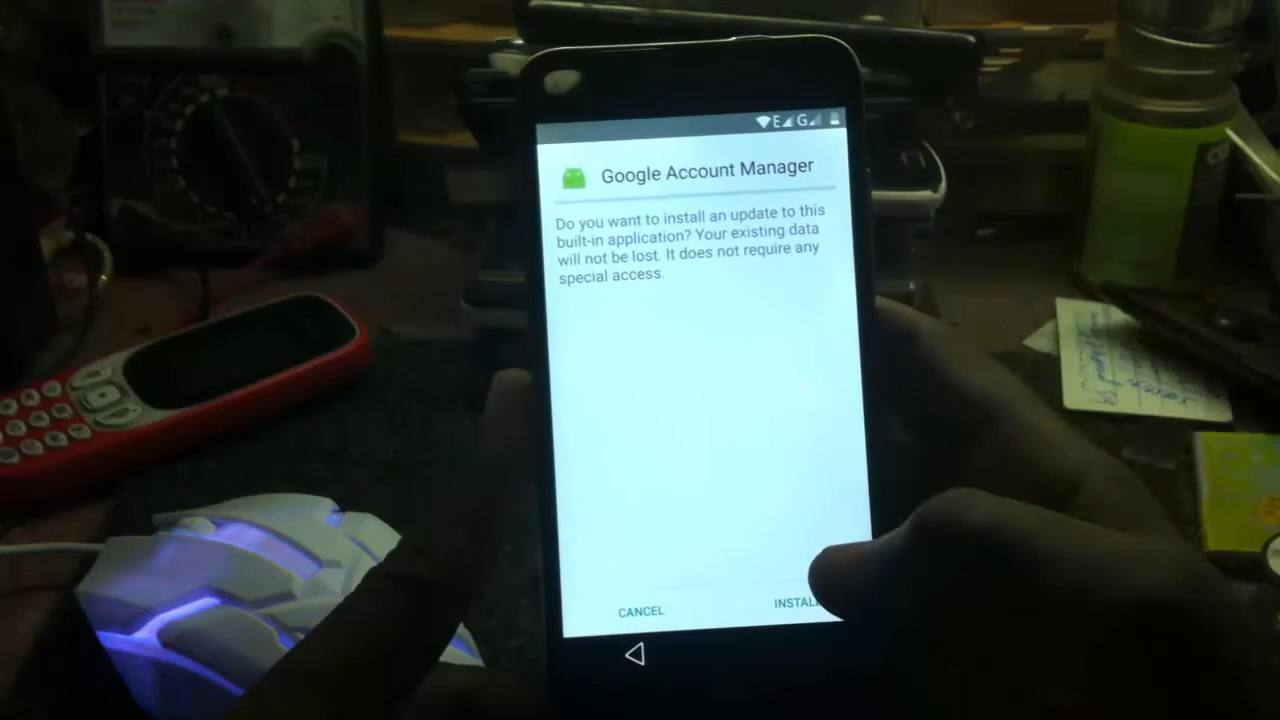 E G
Google Account Manager
Do you want to install an update to this
built-in application? Your existing data
will not be lost. It does not require any
special access.
CANCEL
INSTAL